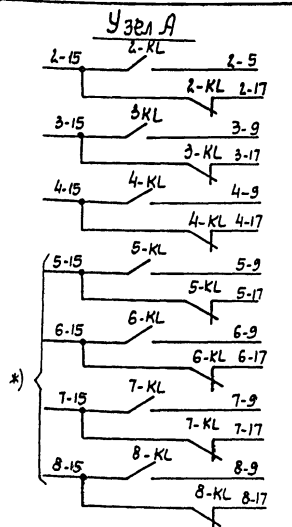 Узел А
2-KL
2-15 2-5
2-KL 2-17
3KL
3-15 3-9
3-KL 3-17
4-KL
4-15 4-9
4-KL 4-17
5-KL
5-15 5-9
5-KL 5-17
6-KL
6-15 6-9
6-KL 6-17
*)
7-KL
7-15 7-9
7-KL 7-17
8-KL
8-15 8-9
8-KL 8-17